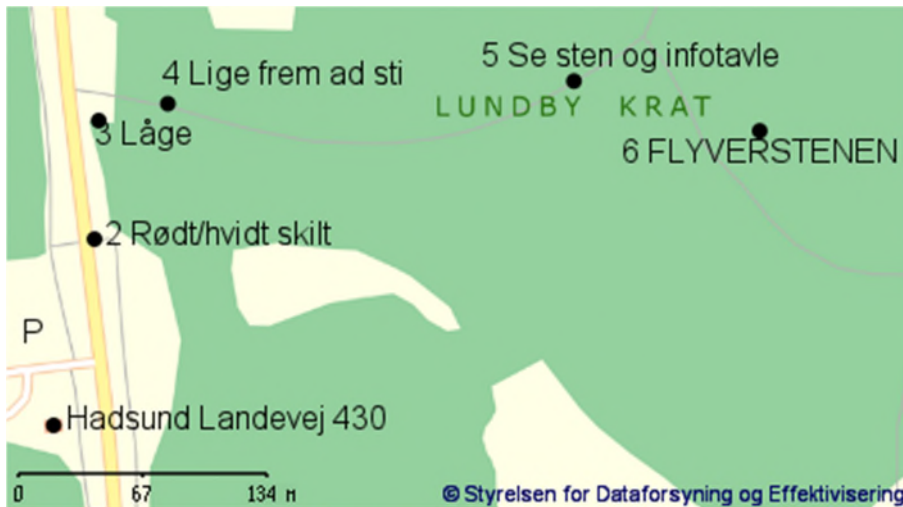 5 Se sten og infotavle
4 Lige frem ad sti
LUNDBY KRAT
3 Låge
6 FLYVERSTENEN
2 Rødt/hvidt skilt
P
Hadsund Landevej 430
0 67 134 M
© Styrelsen for Dataforsyning og Effektivisering